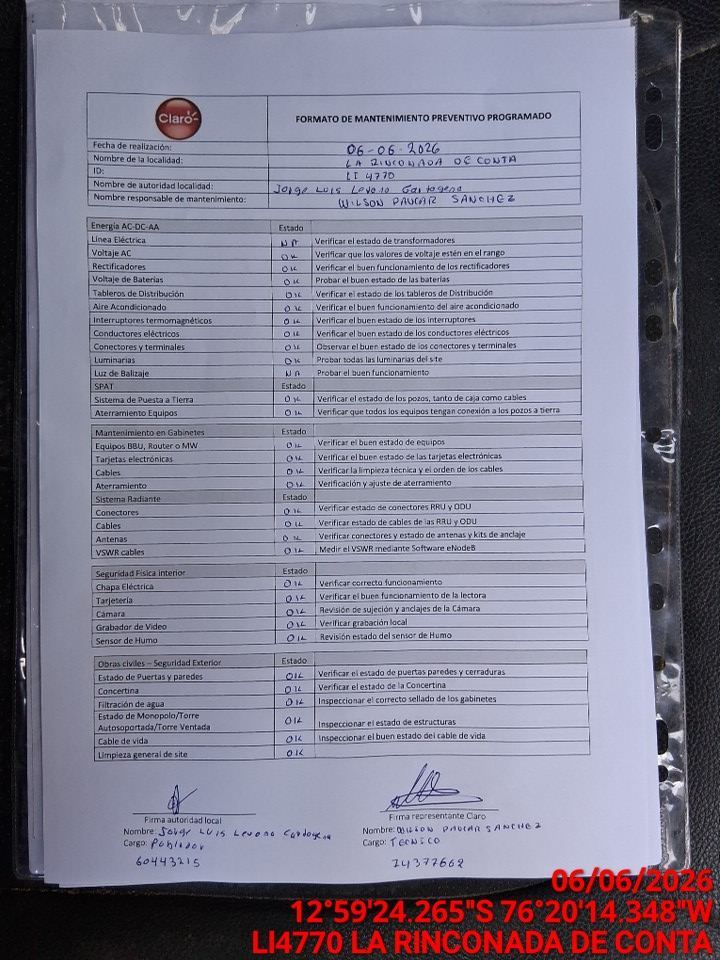 Claro
FORMATO DE MANTENIMIENTO PREVENTIVO PROGRAMADO
Fecha de realización: 06-06-2026
Nombre de la localidad: LA RINCONADA DE CONTA
ID: LI 4770
Nombre de autoridad localidad: Jorge Luis Levano Cartagena
Nombre responsable de mantenimiento: WILSON PAUCAR SANCHEZ
Energía AC-DC-AA Estado
Línea Eléctrica NA Verificar el estado de transformadores
Voltaje AC OK Verificar que los valores de voltaje estén en el rango
Rectificadores OK Verificar el buen funcionamiento de los rectificadores
Voltaje de Baterías OK Probar el buen estado de las baterías
Tableros de Distribución OK Verificar el estado de los tableros de Distribución
Aire Acondicionado OK Verificar el buen funcionamiento del aire acondicionado
Interruptores termomagnéticos OK Verificar el buen estado de los interruptores
Conductores eléctricos OK Verificar el buen estado de los conductores eléctricos
Conectores y terminales OK Observar el buen estado de los conectores y terminales
Luminarias OK Probar todas las luminarias del site
Luz de Balizaje NA Probar el buen funcionamiento
SPAT Estado
Sistema de Puesta a Tierra OK Verificar el estado de los pozos, tanto de caja como cables
Aterramiento Equipos OK Verificar que todos los equipos tengan conexión a los pozos a tierra
Mantenimiento en Gabinetes Estado
Equipos BBU, Router o MW OK Verificar el buen estado de equipos
Tarjetas electrónicas OK Verificar el buen estado de las tarjetas electrónicas
Cables OK Verificar la limpieza técnica y el orden de los cables
Aterramiento OK Verificación y ajuste de aterramiento
Sistema Radiante Estado
Conectores OK Verificar estado de conectores RRU y ODU
Cables OK Verificar estado de cables de las RRU y ODU
Antenas OK Verificar conectores y estado de antenas y kits de anclaje
VSWR cables OK Medir el VSWR mediante Software eNodeB
Seguridad Física Interior Estado
Chapa Eléctrica OK Verificar correcto funcionamiento
Tarjetería OK Verificar el buen funcionamiento de la lectora
Cámara OK Revisión de sujeción y anclajes de la Cámara
Grabador de Video OK Verificar grabación local
Sensor de Humo OK Revisión estado del sensor de Humo
Obras civiles – Seguridad Exterior Estado
Estado de Puertas y paredes OK Verificar el estado de puertas paredes y cerraduras
Concertina OK Verificar el estado de la Concertina
Filtración de agua OK Inspeccionar el correcto sellado de los gabinetes
Estado de Monopolo/Torre
Autosoportada/Torre Ventada OK Inspeccionar el estado de estructuras
Cable de vida OK Inspeccionar el buen estado del cable de vida
Limpieza general de site OK
Firma autoridad local Firma representante Claro
Nombre: Jorge LUIS Levano Cartagena Nombre: WILSON PAUCAR SANCHEZ
Cargo: Poblador Cargo: TECNICO
60443215 74377662
06/06/2026
12°59'24.265"S 76°20'14.348"W
LI4770 LA RINCONADA DE CONTA